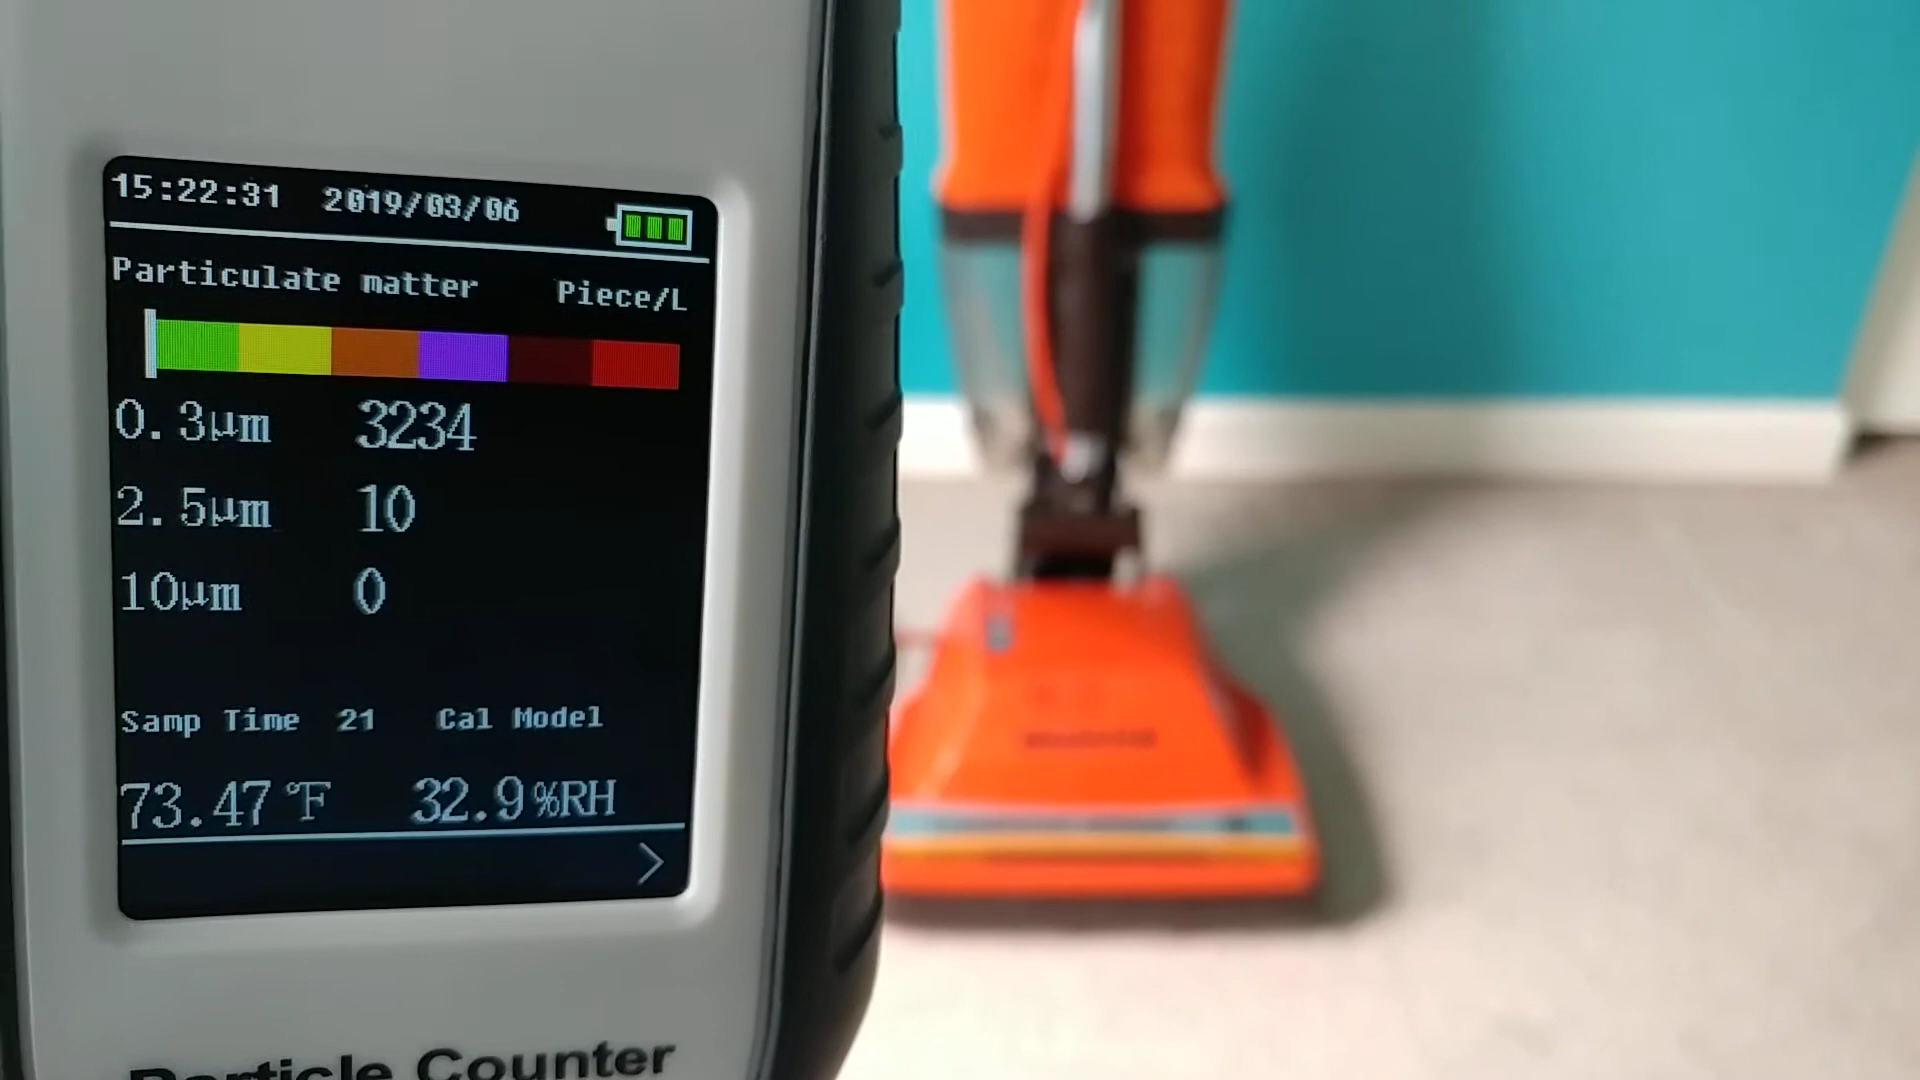 15:22:31 2019/03/06
Particulate matter Piece/L
0.3μm 3234
2.5μm 10
10μm 0
Samp Time 21 Cal Model
73.47°F 32.9%RH
>
Particle Counter